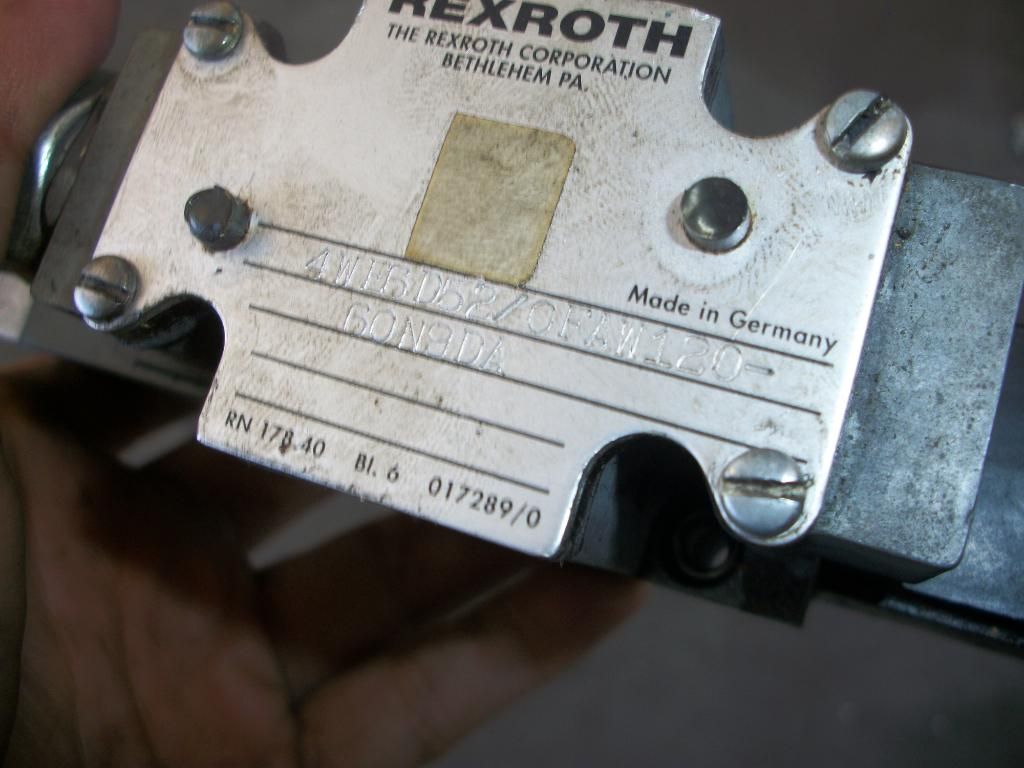 REXROTH
THE REXROTH CORPORATION
BETHLEHEM PA.
Made in Germany
4WE6D52/OFAW120-
60N9DA
RN 178.40 Bl. 6 017289/0